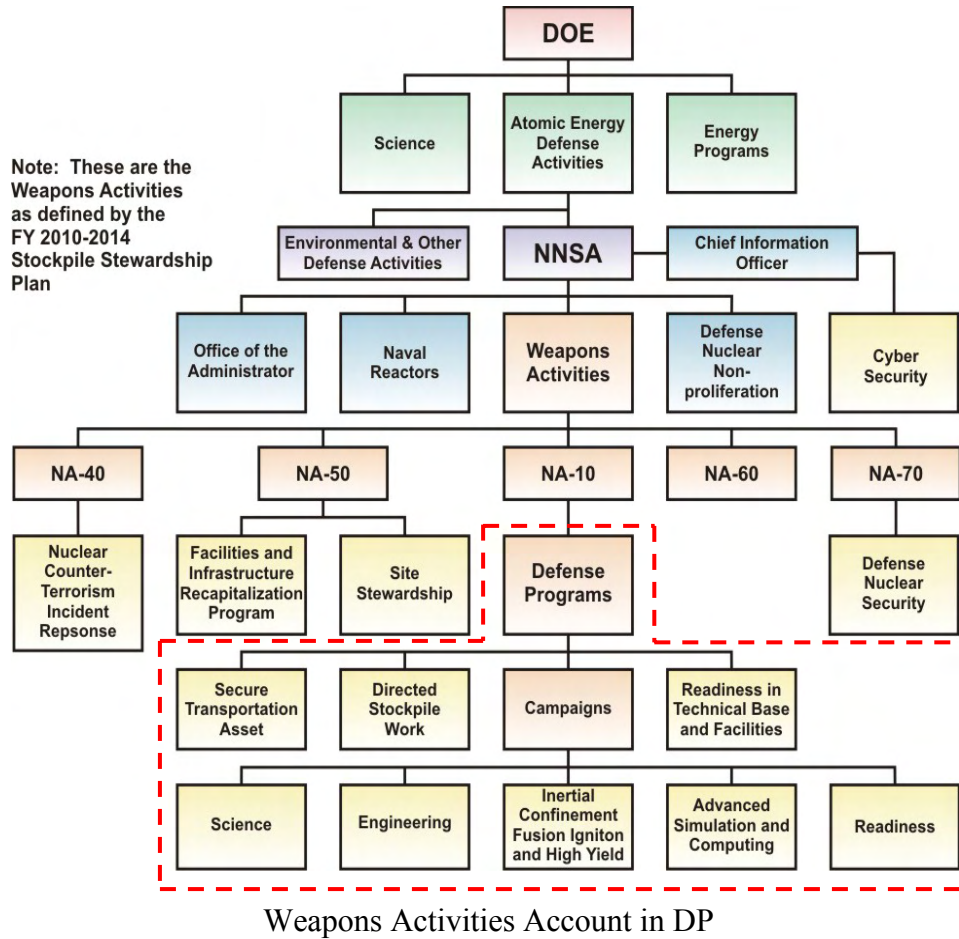 DOE
Science
Atomic Energy
Defense
Activities
Energy
Programs
Note: These are the
Weapons Activities
as defined by the
FY 2010-2014
Stockpile Stewardship
Plan
Environmental & Other
Defense Activities
NNSA
Chief Information
Officer
Office of the
Administrator
Naval
Reactors
Weapons
Activities
Defense
Nuclear
Non-
proliferation
Cyber
Security
NA-40
NA-50
NA-10
NA-60
NA-70
Nuclear
Counter-
Terrorism
Incident
Repsonse
Facilities and
Infrastructure
Recapitalization
Program
Site
Stewardship
Defense
Programs
Defense
Nuclear
Security
Secure
Transportation
Asset
Directed
Stockpile
Work
Campaigns
Readiness in
Technical Base
and Facilities
Science
Engineering
Inertial
Confinement
Fusion Igniton
and High Yield
Advanced
Simulation and
Computing
Readiness
Weapons Activities Account in DP